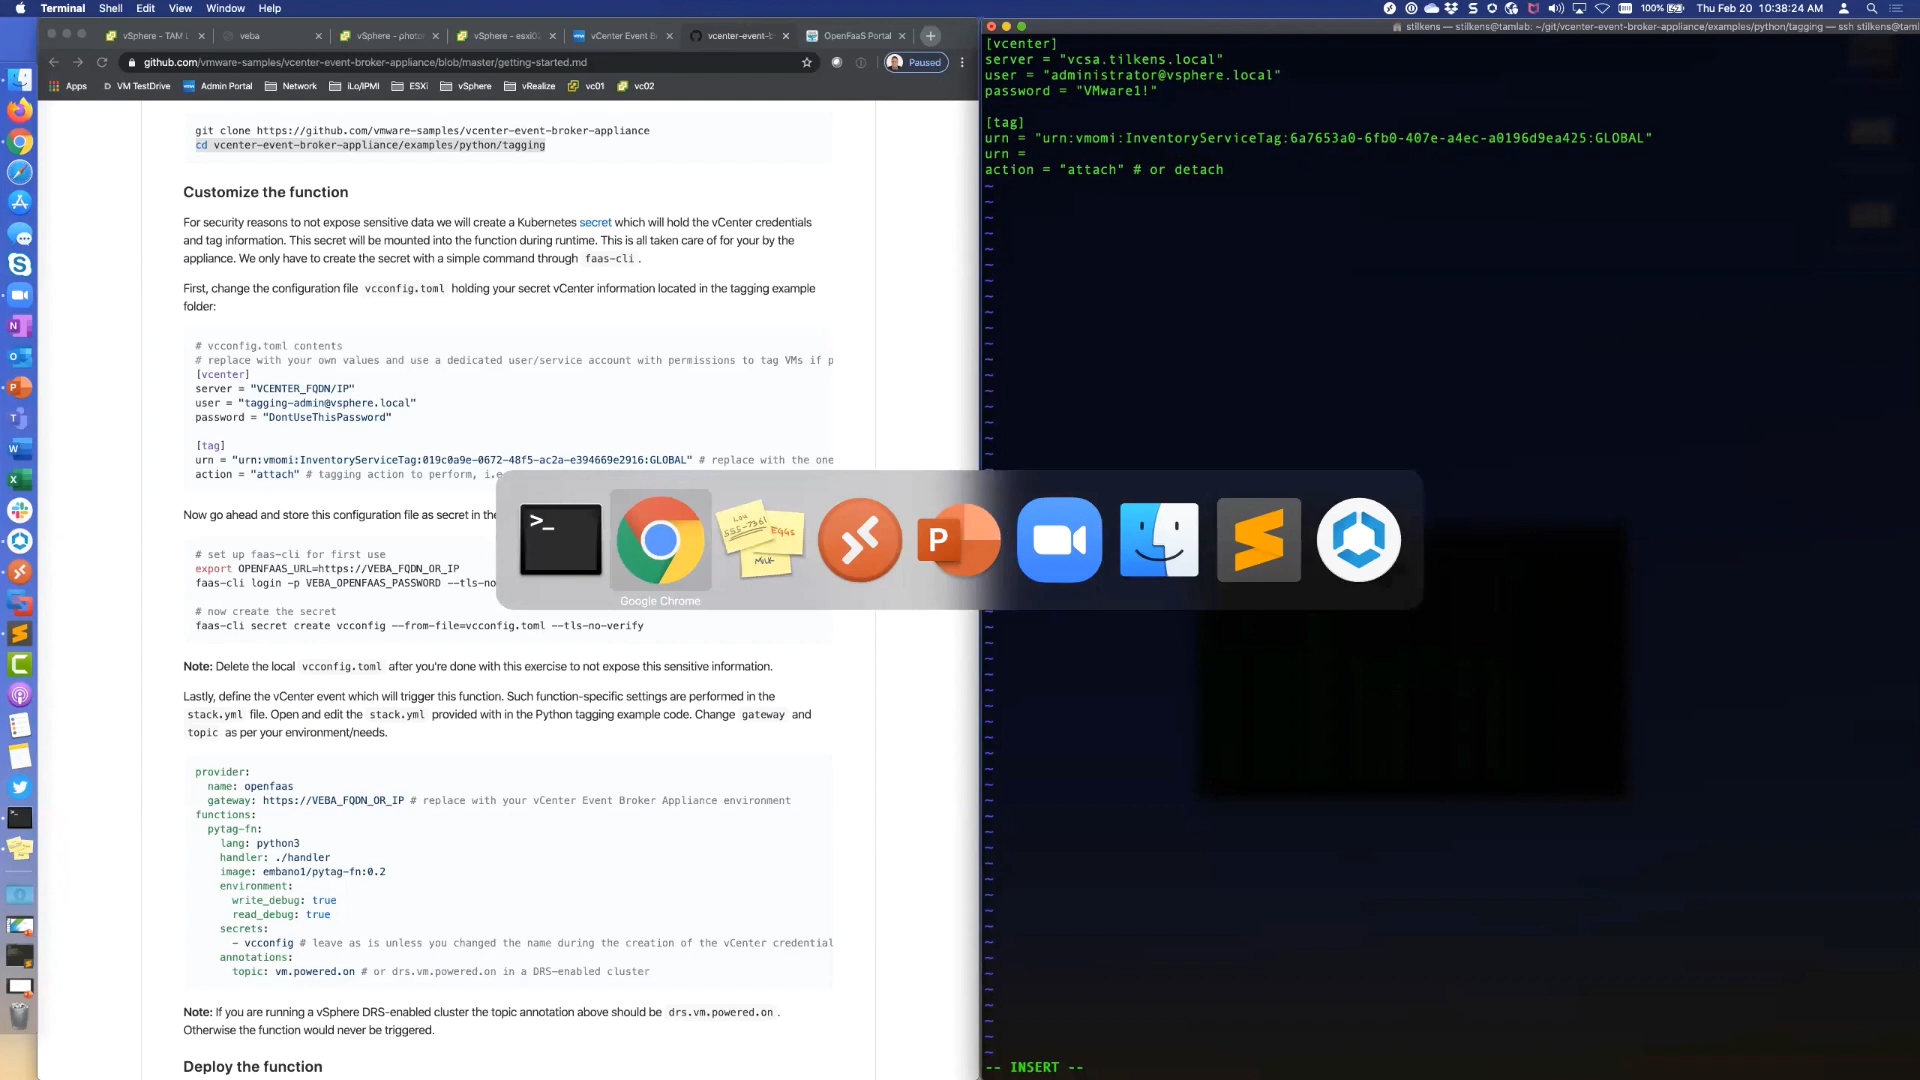 Terminal Shell Edit View Window Help
100% Thu Feb 20 10:38:24 AM
vSphere - TAM L
veba
vSphere - photo
vSphere - esxi0
vCenter Event B
vcenter-event-b
OpenFaaS Portal
github.com/vmware-samples/vcenter-event-broker-appliance/blob/master/getting-started.md
Paused
Apps VM TestDrive Admin Portal Network iLo/IPMI ESXi vSphere vRealize vc01 vc02
git clone https://github.com/vmware-samples/vcenter-event-broker-appliance
cd vcenter-event-broker-appliance/examples/python/tagging
Customize the function
For security reasons to not expose sensitive data we will create a Kubernetes secret which will hold the vCenter credentials
and tag information. This secret will be mounted into the function during runtime. This is all taken care of for your by the
appliance. We only have to create the secret with a simple command through faas-cli .
First, change the configuration file vcconfig.toml holding your secret vCenter information located in the tagging example
folder:
# vcconfig.toml contents
# replace with your own values and use a dedicated user/service account with permissions to tag VMs if p
[vcenter]
server = "VCENTER_FQDN/IP"
user = "tagging-admin@vsphere.local"
password = "DontUseThisPassword"
[tag]
urn = "urn:vmomi:InventoryServiceTag:019c0a9e-0672-48f5-ac2a-e394669e2916:GLOBAL" # replace with the one
action = "attach" # tagging action to perform, i.e
Now go ahead and store this configuration file as secret in the
# set up faas-cli for first use
export OPENFAAS_URL=https://VEBA_FQDN_OR_IP
faas-cli login -p VEBA_OPENFAAS_PASSWORD --tls-no
# now create the secret
faas-cli secret create vcconfig --from-file=vcconfig.toml --tls-no-verify
Note: Delete the local vcconfig.toml after you're done with this exercise to not expose this sensitive information.
Lastly, define the vCenter event which will trigger this function. Such function-specific settings are performed in the
stack.yml file. Open and edit the stack.yml provided with in the Python tagging example code. Change gateway and
topic as per your environment/needs.
provider:
name: openfaas
gateway: https://VEBA_FQDN_OR_IP # replace with your vCenter Event Broker Appliance environment
functions:
pytag-fn:
lang: python3
handler: ./handler
image: embano1/pytag-fn:0.2
environment:
write_debug: true
read_debug: true
secrets:
- vcconfig # leave as is unless you changed the name during the creation of the vCenter credential
annotations:
topic: vm.powered.on # or drs.vm.powered.on in a DRS-enabled cluster
Note: If you are running a vSphere DRS-enabled cluster the topic annotation above should be drs.vm.powered.on .
Otherwise the function would never be triggered.
Deploy the function
Google Chrome
stilkens — stilkens@tamlab: ~/git/vcenter-event-broker-appliance/examples/python/tagging — ssh stilkens@taml
[vcenter]
server = "vcsa.tilkens.local"
user = "administrator@vsphere.local"
password = "VMware1!"
[tag]
urn = "urn:vmomi:InventoryServiceTag:6a7653a0-6fb0-407e-a4ec-a0196d9ea425:GLOBAL"
urn =
action = "attach" # or detach
-- INSERT --